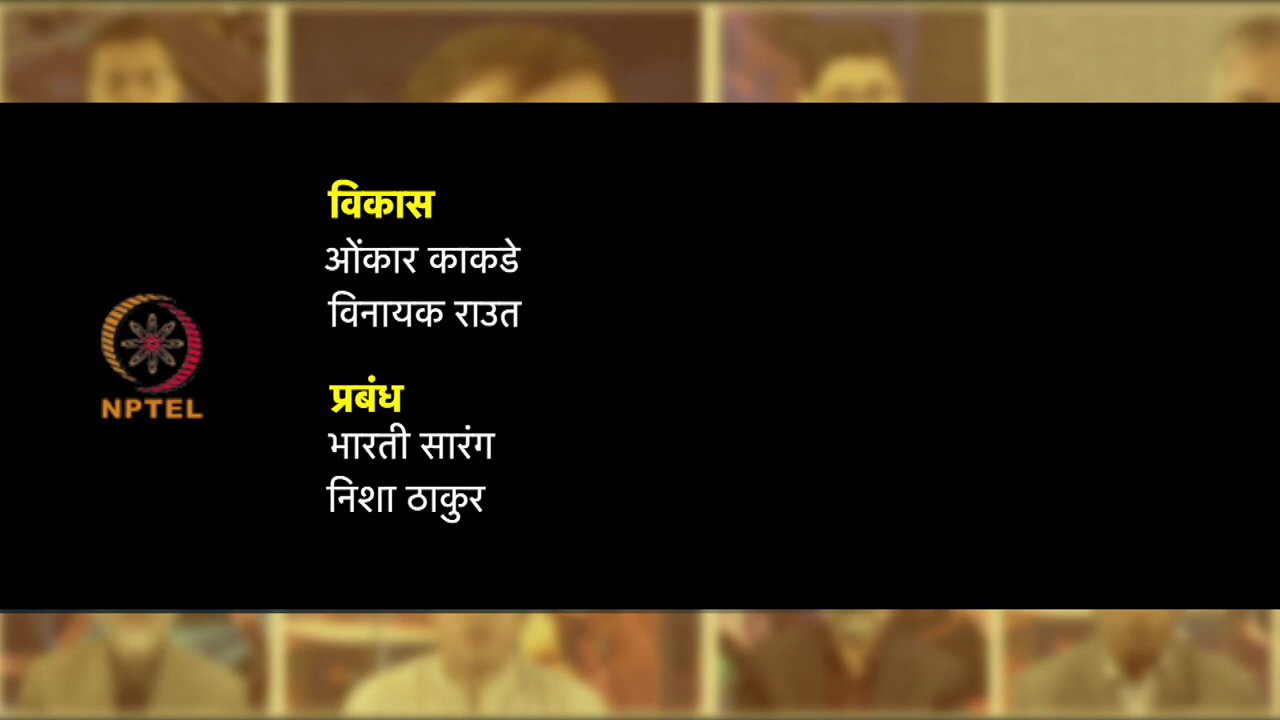 विकास
ओंकार काकडे
विनायक राउत
NPTEL
प्रबंध
भारती सारंग
निशा ठाकुर